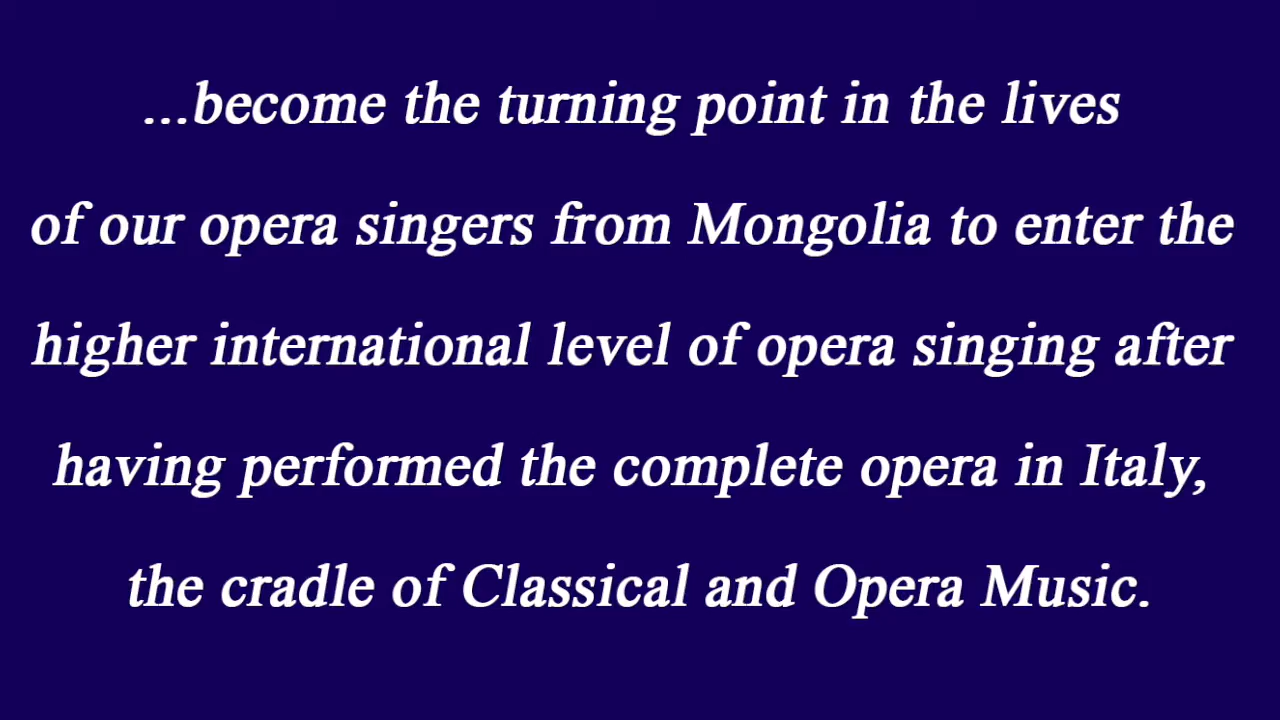 ...become the turning point in the lives
of our opera singers from Mongolia to enter the
higher international level of opera singing after
having performed the complete opera in Italy,
the cradle of Classical and Opera Music.